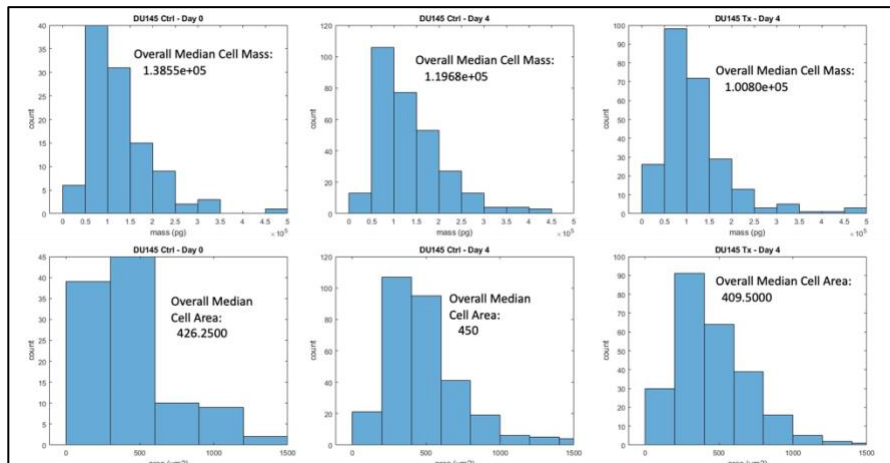 DU145 Ctrl - Day 0
40
35
30
25
20
15
10
5
0
count
Overall Median Cell Mass:
1.3855e+05
0 0.5 1 1.5 2 2.5 3 3.5 4 4.5 5
mass (pg)
×10⁵
DU145 Ctrl - Day 4
120
100
80
60
40
20
0
count
Overall Median Cell Mass:
1.1968e+05
0 0.5 1 1.5 2 2.5 3 3.5 4 4.5 5
mass (pg)
×10⁵
DU145 Tx - Day 4
100
90
80
70
60
50
40
30
20
10
0
count
Overall Median Cell Mass:
1.0080e+05
0 0.5 1 1.5 2 2.5 3 3.5 4 4.5 5
mass (pg)
×10⁵
DU145 Ctrl - Day 0
45
40
35
30
25
20
15
10
5
0
count
Overall Median
Cell Area:
426.2500
0 500 1000 1500
DU145 Ctrl - Day 4
120
100
80
60
40
20
0
count
Overall Median
Cell Area:
450
0 500 1000 1500
DU145 Tx - Day 4
100
90
80
70
60
50
40
30
20
10
0
count
Overall Median Cell Area:
409.5000
0 500 1000 1500